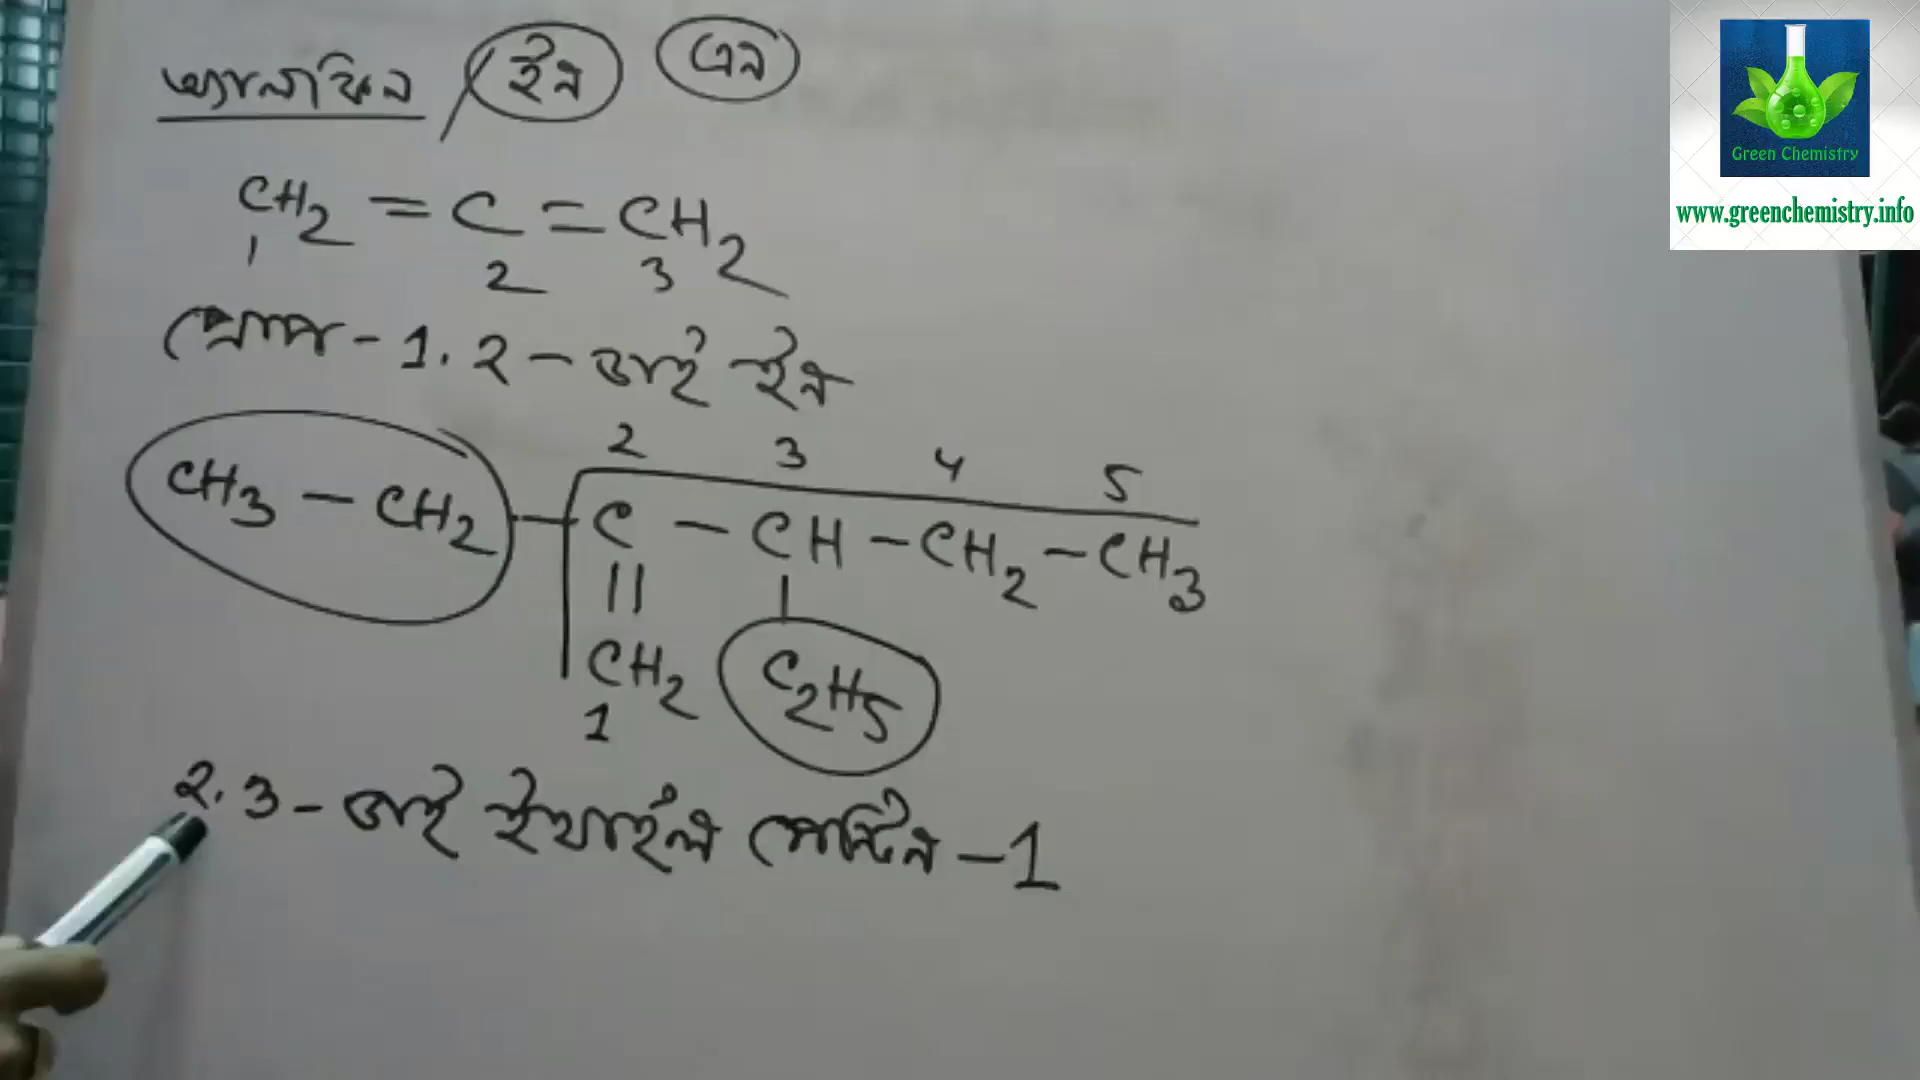 অ্যালকিন / ইন এন
CH2 = C = CH2
1 2 3
প্রোপ - 1. 2 - ডাই ইন
2 3 4 5
CH3 - CH2 - C - CH - CH2 - CH3
||  |
CH2 C2H5
1
2. 3 - ডাই ইথাইল পেন্টিন - 1
Green Chemistry
www.greenchemistry.info